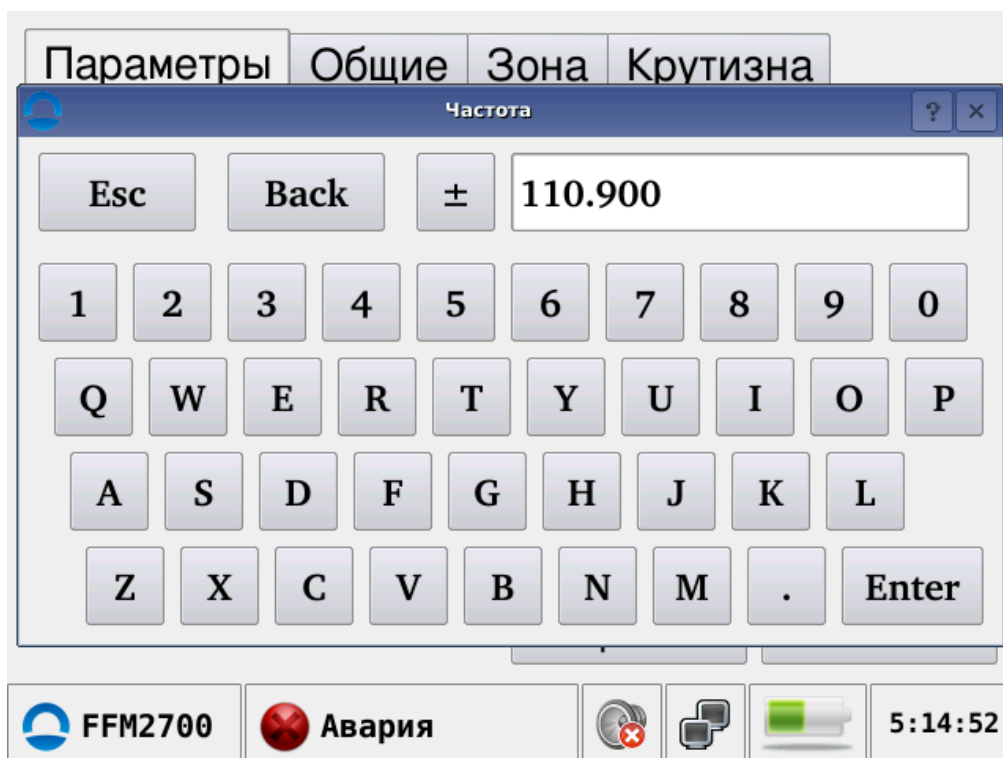 Параметры Общие Зона Крутизна
Частота ? ×
Esc Back ± 110.900
1 2 3 4 5 6 7 8 9 0
Q W E R T Y U I O P
A S D F G H J K L
Z X C V B N M . Enter
FFM2700 Авария 5:14:52